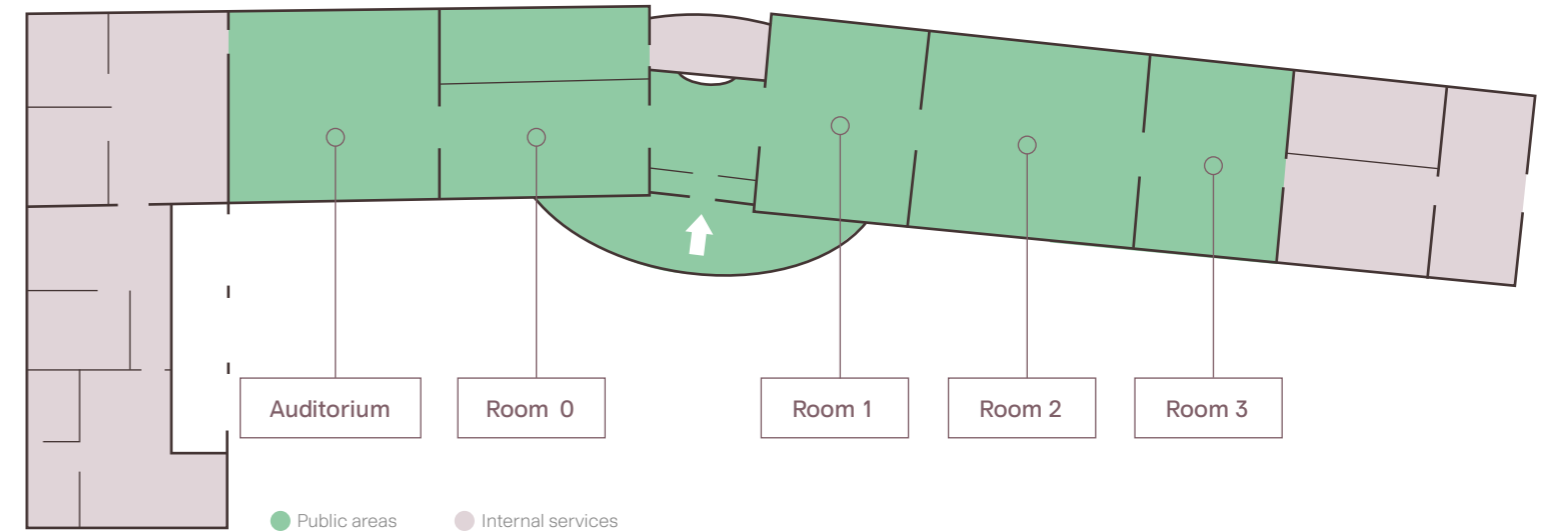 Auditorium
Room 0
Room 1
Room 2
Room 3
Public areas
Internal services